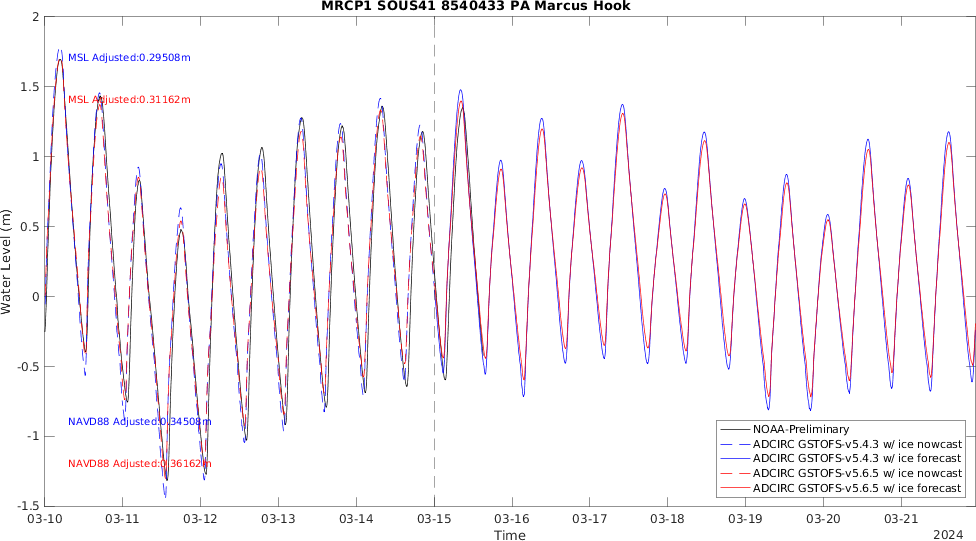 MRCP1 SOUS41 8540433 PA Marcus Hook
2
1.5
1
0.5
0
-0.5
-1
-1.5
Water Level (m)
MSL Adjusted:0.29508m
MSL Adjusted:0.31162m
NAVD88 Adjusted:0.34508m
NAVD88 Adjusted:0.36162m
NOAA-Preliminary
ADCIRC GSTOFS-v5.4.3 w/ ice nowcast
ADCIRC GSTOFS-v5.4.3 w/ ice forecast
ADCIRC GSTOFS-v5.6.5 w/ ice nowcast
ADCIRC GSTOFS-v5.6.5 w/ ice forecast
03-10 03-11 03-12 03-13 03-14 03-15 03-16 03-17 03-18 03-19 03-20 03-21
Time
2024